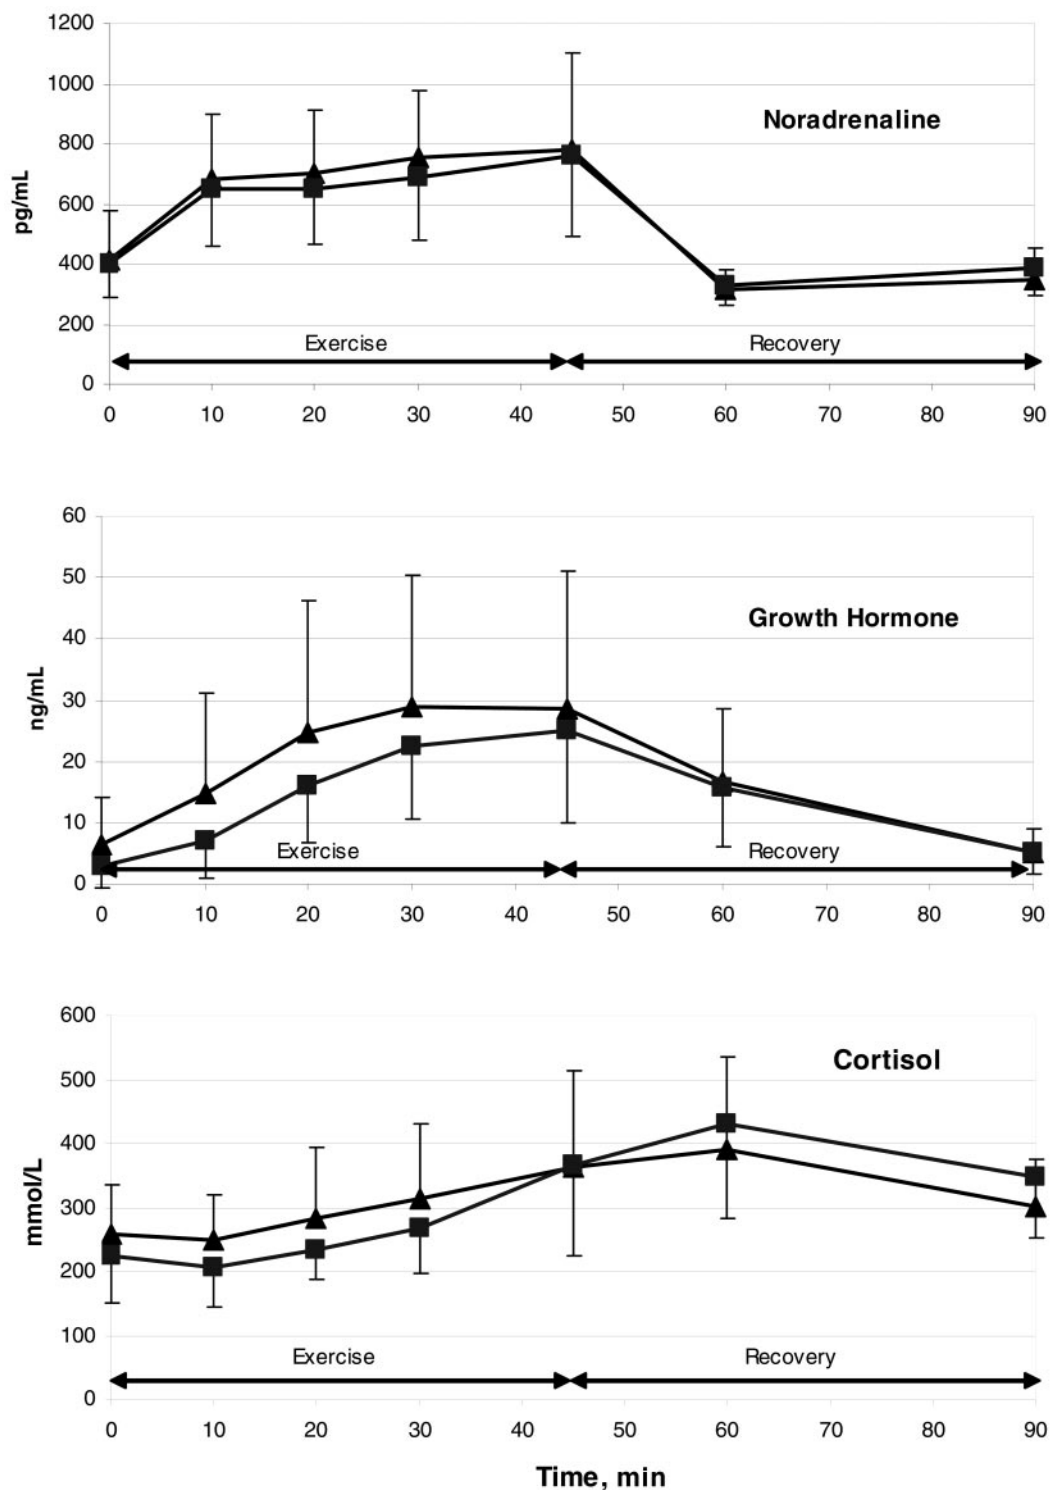 1200
1000
Noradrenaline
800
pg/mL
600
400
200
Exercise
Recovery
0
0 10 20 30 40 50 60 70 80 90
60
50
Growth Hormone
40
ng/mL
30
20
10
Exercise
Recovery
0
0 10 20 30 40 50 60 70 80 90
600
Cortisol
500
400
mmol/L
300
200
100
Exercise
Recovery
0
0 10 20 30 40 50 60 70 80 90
Time, min